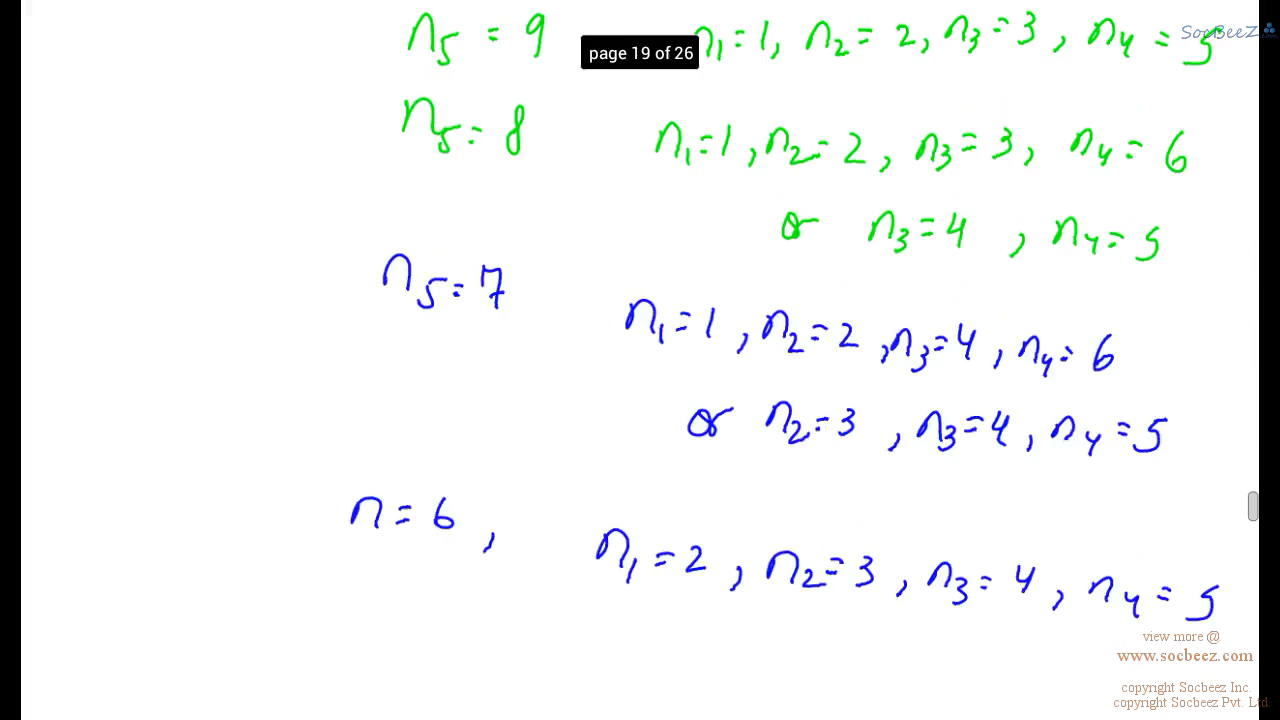 n5 = 9 n1 = 1, n2 = 2, n3 = 3, n4 = 5
SocBeeZ
page 19 of 26
n5 = 8 n1 = 1, n2 = 2, n3 = 3, n4 = 6
or n3 = 4, n4 = 5
n5 = 7 n1 = 1, n2 = 2, n3 = 4, n4 = 6
or n2 = 3, n3 = 4, n4 = 5
n = 6, n1 = 2, n2 = 3, n3 = 4, n4 = 5
view more @
www.socbeez.com
copyright Socbeez Inc.
copyright Socbeez Pvt. Ltd.